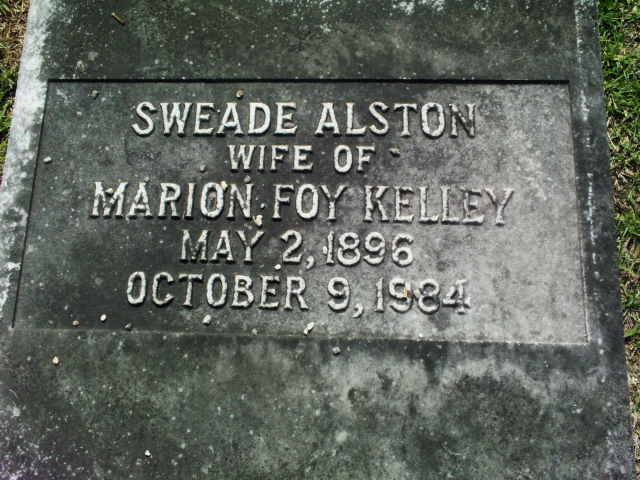 SWEADE ALSTON
WIFE OF
MARION FOY KELLEY
MAY 2, 1896
OCTOBER 9, 1984